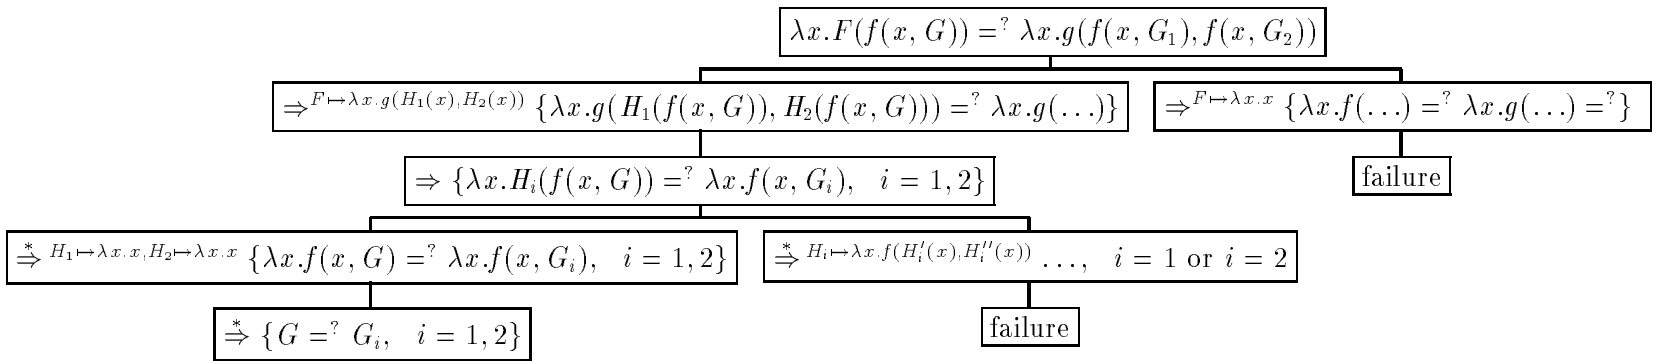 λx.F(f(x, G)) =? λx.g(f(x, G₁), f(x, G₂))
⇒^{F↦λx.g(H₁(x),H₂(x))} {λx.g(H₁(f(x, G)), H₂(f(x, G))) =? λx.g(...)}
⇒^{F↦λx.x} {λx.f(...) =? λx.g(...) =?}
⇒ {λx.Hᵢ(f(x, G)) =? λx.f(x, Gᵢ), i = 1, 2}
failure
⇒* ^{H₁↦λx.x,H₂↦λx.x} {λx.f(x, G) =? λx.f(x, Gᵢ), i = 1, 2}
⇒* ^{Hᵢ↦λx.f(H′ᵢ(x),H″ᵢ(x))} ..., i = 1 or i = 2
⇒* {G =? Gᵢ, i = 1, 2}
failure